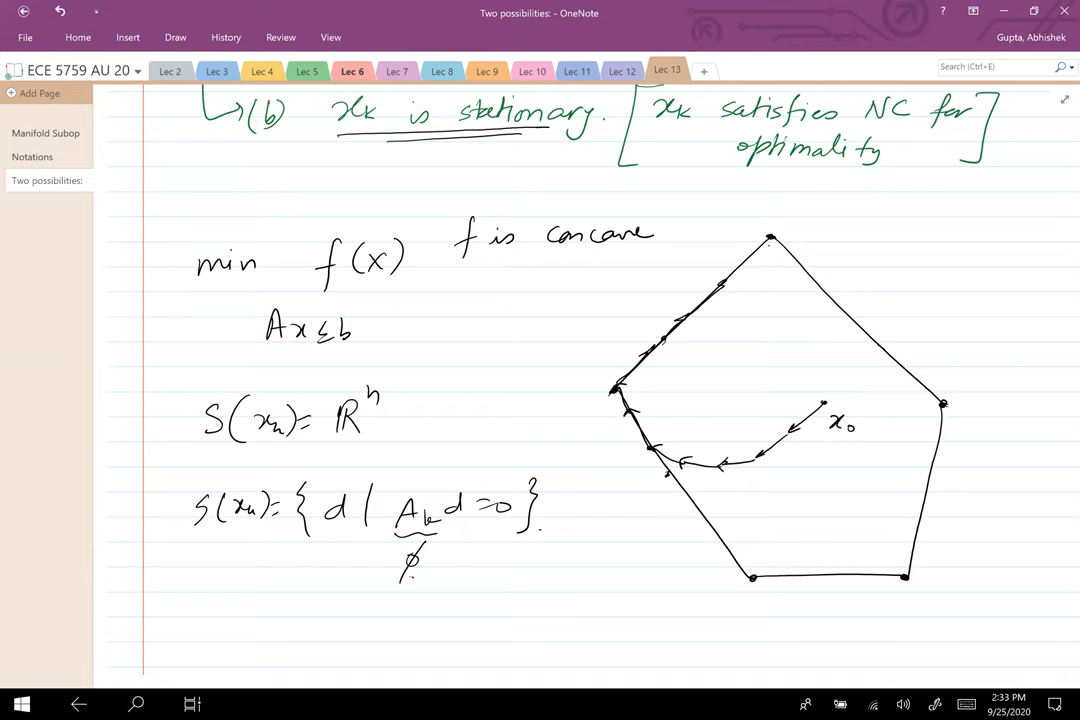 Two possibilities: - OneNote
File Home Insert Draw History Review View
Gupta, Abhishek
ECE 5759 AU 20
Lec 2 Lec 3 Lec 4 Lec 5 Lec 6 Lec 7 Lec 8 Lec 9 Lec 10 Lec 11 Lec 12 Lec 13
Search (Ctrl+E)
Add Page
Manifold Subop
Notations
Two possibilities:
(b) xk is stationary. [xk satisfies NC for
optimality]
min f(x) f is concave
Ax ≤ b
S(xk) = ℝⁿ
S(xk) = { d | Ak d = 0 }.
φ
x₀
2:33 PM
9/25/2020